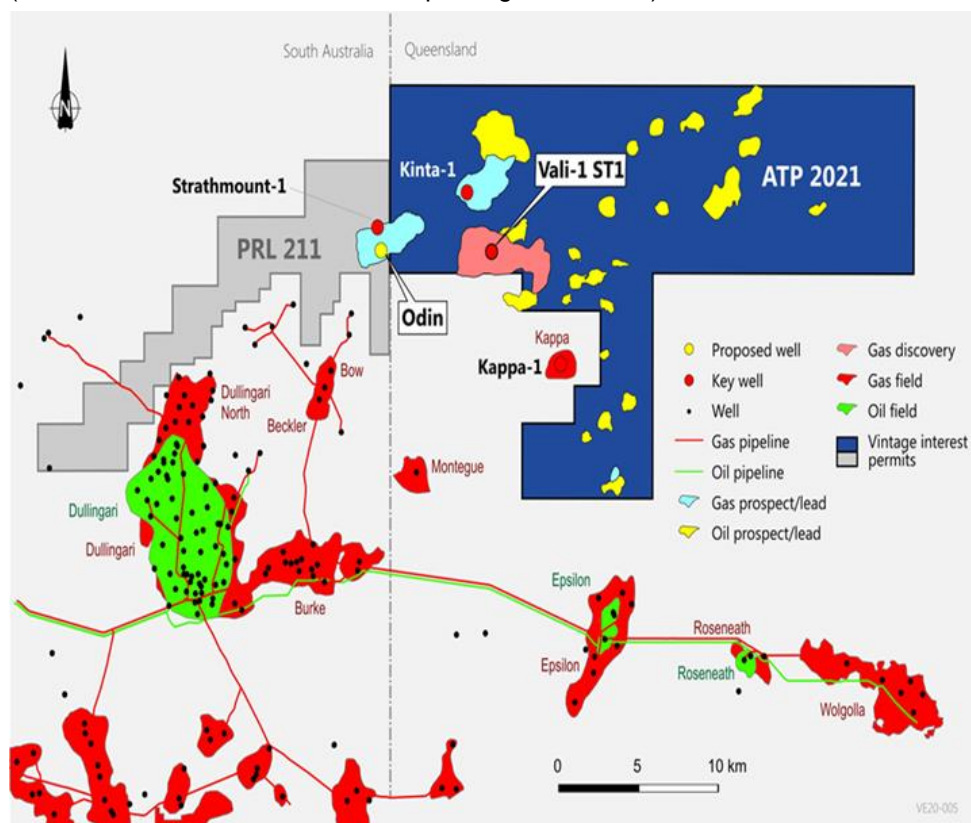 South Australia
Queensland
N
Kinta-1
Vali-1 ST1
ATP 2021
Strathmount-1
PRL 211
Odin
Kappa
Kappa-1
Bow
Dullingari
North
Beckler
Montegue
Dullingari
Dullingari
Burke
Epsilon
Epsilon
Roseneath
Roseneath
Wolgolla
Proposed well
Key well
Well
Gas pipeline
Oil pipeline
Gas prospect/lead
Oil prospect/lead
Gas discovery
Gas field
Oil field
Vintage interest
permits
0 5 10 km
VE20-005